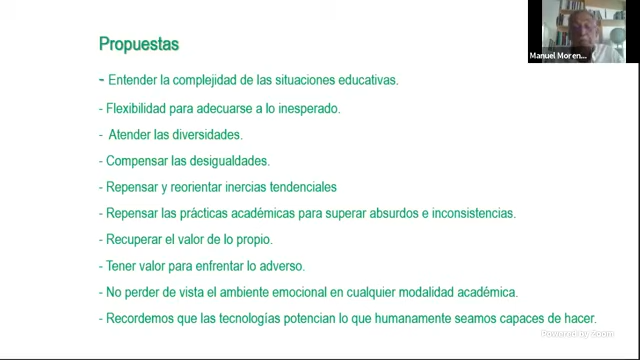 Propuestas
- Entender la complejidad de las situaciones educativas.
- Flexibilidad para adecuarse a lo inesperado.
- Atender las diversidades.
- Compensar las desigualdades.
- Repensar y reorientar inercias tendenciales
- Repensar las prácticas académicas para superar absurdos e inconsistencias.
- Recuperar el valor de lo propio.
- Tener valor para enfrentar lo adverso.
- No perder de vista el ambiente emocional en cualquier modalidad académica.
- Recordemos que las tecnologías potencian lo que humanamente seamos capaces de hacer.
Manuel Moren...
Powered by Zoom